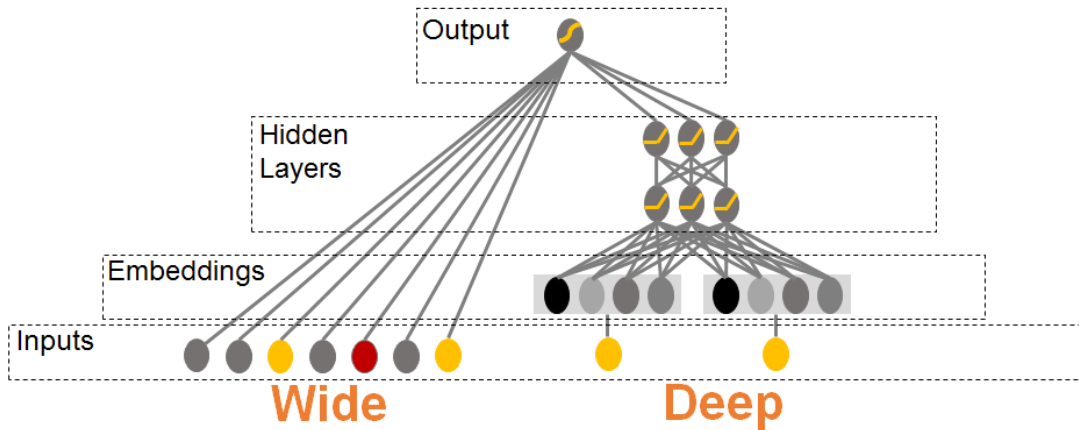 Output
Hidden
Layers
Embeddings
Inputs
Wide
Deep